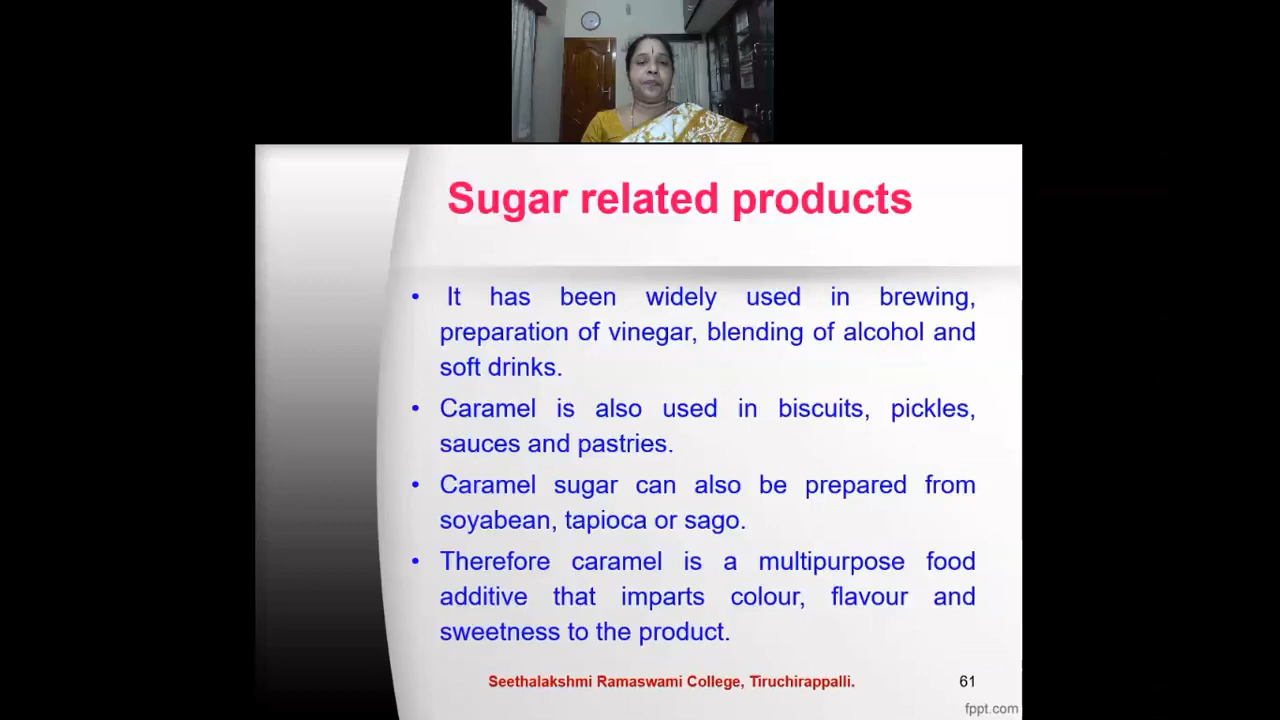 Sugar related products
• It has been widely used in brewing,
preparation of vinegar, blending of alcohol and
soft drinks.
• Caramel is also used in biscuits, pickles,
sauces and pastries.
• Caramel sugar can also be prepared from
soyabean, tapioca or sago.
• Therefore caramel is a multipurpose food
additive that imparts colour, flavour and
sweetness to the product.
Seethalakshmi Ramaswami College, Tiruchirappalli.
61
fppt.com